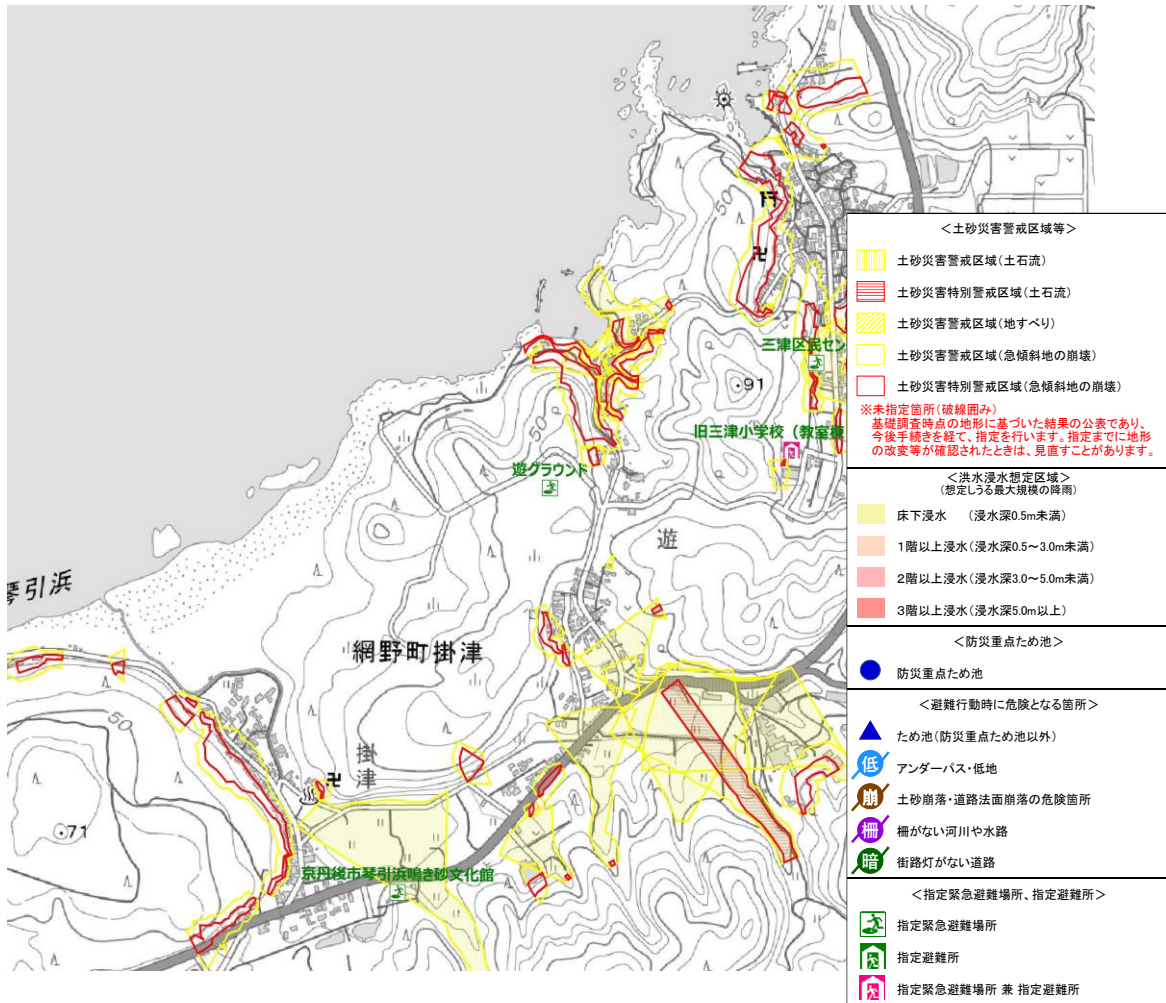 50
91
三津区民セン
旧三津小学校（教室棟
遊グラウンド
50
遊
琴引浜
網野町掛津
50
掛津
71
京丹後市琴引浜鳴き砂文化館
＜土砂災害警戒区域等＞
土砂災害警戒区域（土石流）
土砂災害特別警戒区域（土石流）
土砂災害警戒区域（地すべり）
土砂災害警戒区域（急傾斜地の崩壊）
土砂災害特別警戒区域（急傾斜地の崩壊）
※未指定箇所（破線囲み）
基礎調査時点の地形に基づいた結果の公表であり、
今後手続きを経て、指定を行います。指定までに地形
の改変等が確認されたときは、見直すことがあります。
＜洪水浸水想定区域＞
（想定しうる最大規模の降雨）
床下浸水　（浸水深0.5m未満）
1階以上浸水（浸水深0.5～3.0m未満）
2階以上浸水（浸水深3.0～5.0m未満）
3階以上浸水（浸水深5.0m以上）
＜防災重点ため池＞
防災重点ため池
＜避難行動時に危険となる箇所＞
ため池（防災重点ため池以外）
低 アンダーパス・低地
崩 土砂崩落・道路法面崩落の危険箇所
柵 柵がない河川や水路
暗 街路灯がない道路
＜指定緊急避難場所、指定避難所＞
指定緊急避難場所
指定避難所
指定緊急避難場所 兼 指定避難所